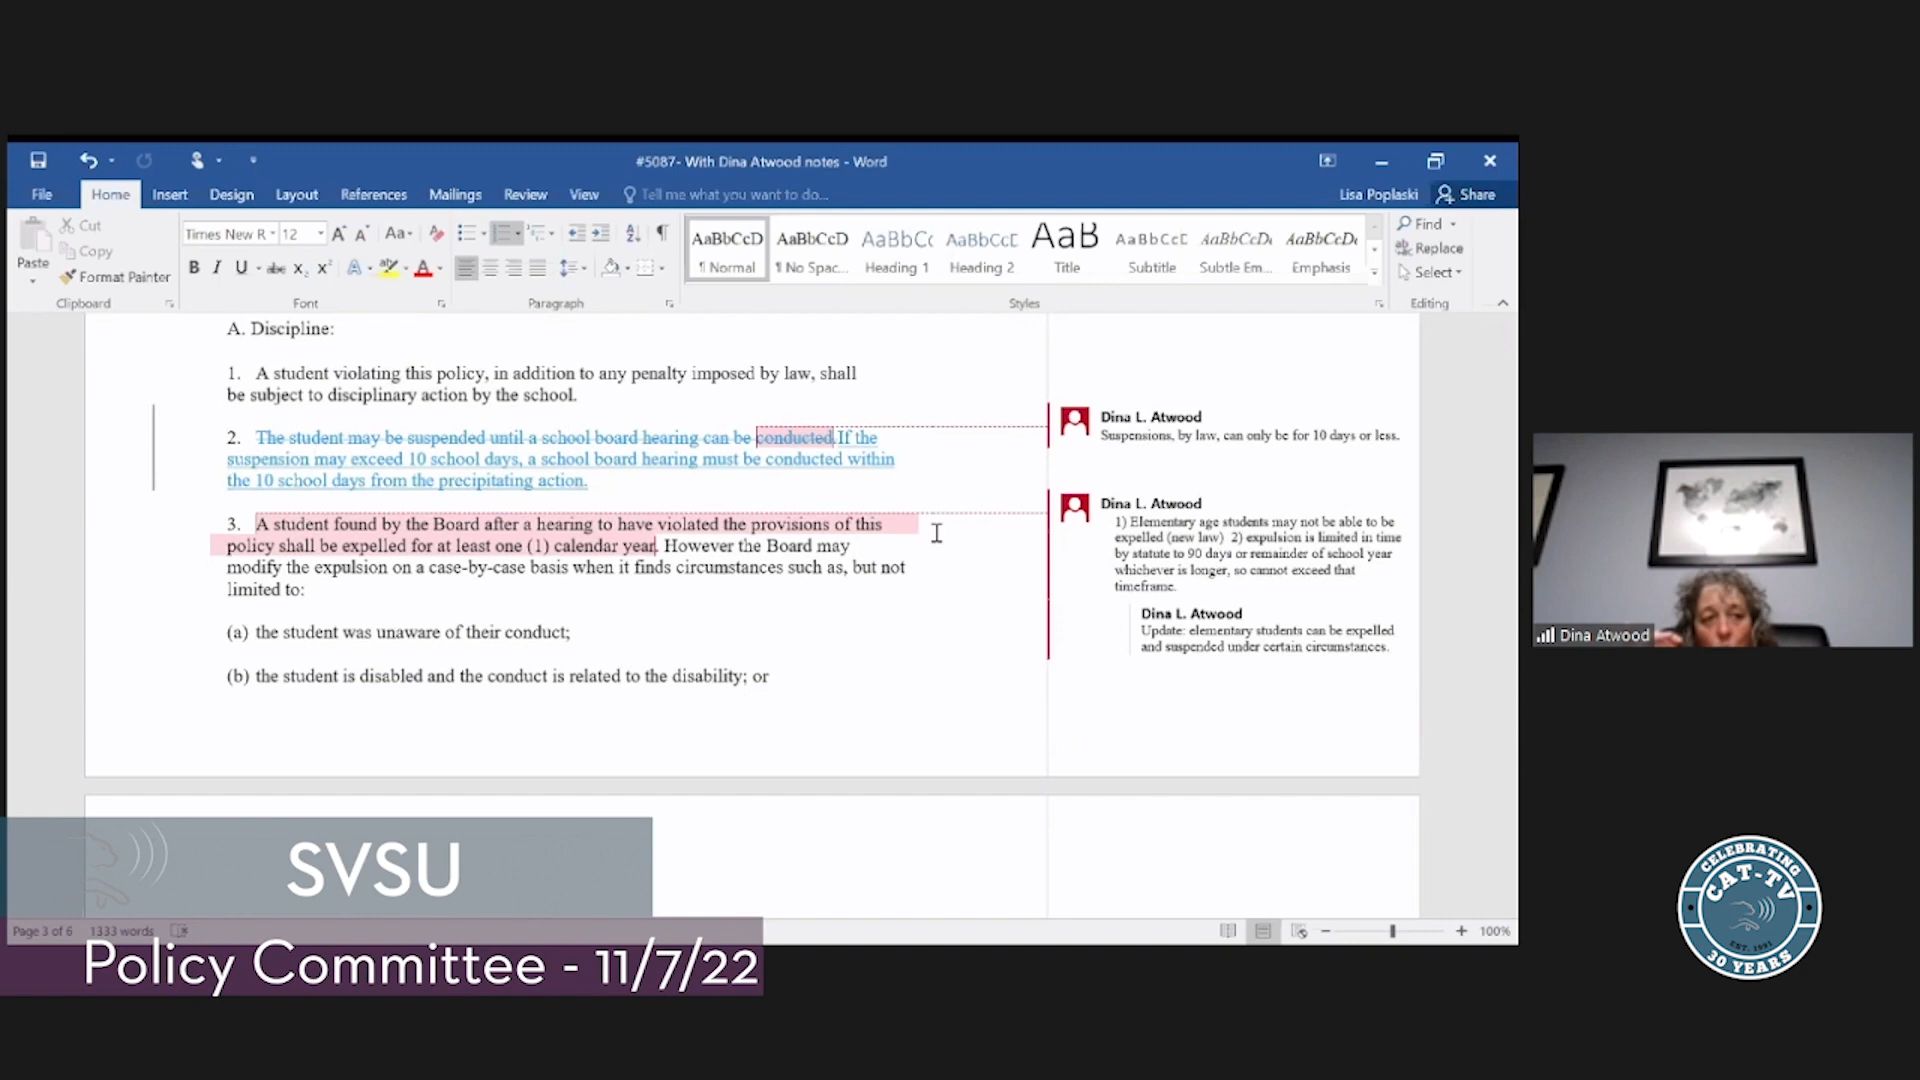 #5087- With Dina Atwood notes - Word
File Home Insert Design Layout References Mailings Review View Tell me what you want to do... Lisa Poplaski Share
Paste
Cut
Copy
Format Painter
Clipboard
Times New R 12
Aa
B I U abc X₂ X² A A
Font
Paragraph
AaBbCcD AaBbCcD AaBbCc AaBbCcD AaB AaBbCcD AaBbCcD AaBbCcD
¶ Normal ¶ No Spac... Heading 1 Heading 2 Title Subtitle Subtle Em... Emphasis
Styles
Find
Replace
Select
Editing
A. Discipline:
1. A student violating this policy, in addition to any penalty imposed by law, shall
be subject to disciplinary action by the school.
2. The student may be suspended until a school board hearing can be conducted.If the
suspension may exceed 10 school days, a school board hearing must be conducted within
the 10 school days from the precipitating action.
3. A student found by the Board after a hearing to have violated the provisions of this
policy shall be expelled for at least one (1) calendar year. However the Board may
modify the expulsion on a case-by-case basis when it finds circumstances such as, but not
limited to:
(a) the student was unaware of their conduct;
(b) the student is disabled and the conduct is related to the disability; or
Dina L. Atwood
Suspensions, by law, can only be for 10 days or less.
Dina L. Atwood
1) Elementary age students may not be able to be
expelled (new law) 2) expulsion is limited in time
by statute to 90 days or remainder of school year
whichever is longer, so cannot exceed that
timeframe.
Dina L. Atwood
Update: elementary students can be expelled
and suspended under certain circumstances.
Dina Atwood
SVSU
Page 3 of 6 1333 words
100%
Policy Committee - 11/7/22
CELEBRATING
CAT-TV
EST. 1991
30 YEARS